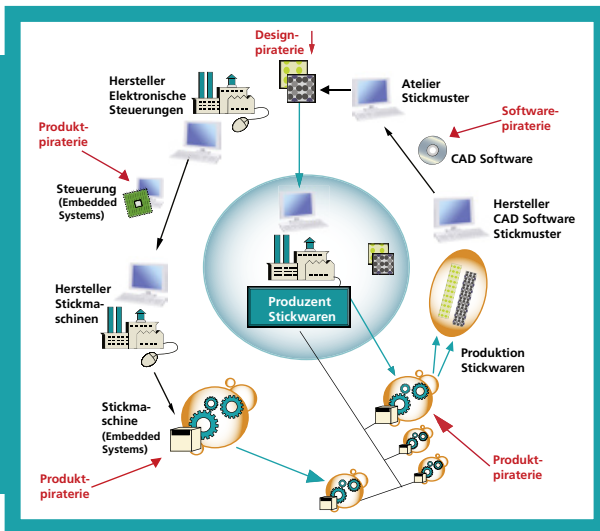 Design-
piraterie
Hersteller
Elektronische
Steuerungen
Atelier
Stickmuster
Software-
piraterie
Produkt-
piraterie
CAD Software
Steuerung
(Embedded
Systems)
Hersteller
CAD Software
Stickmuster
Hersteller
Stickma-
schinen
Produzent
Stickwaren
Produktion
Stickwaren
Stickma-
schine
(Embedded
Systems)
Produkt-
piraterie
Produkt-
piraterie